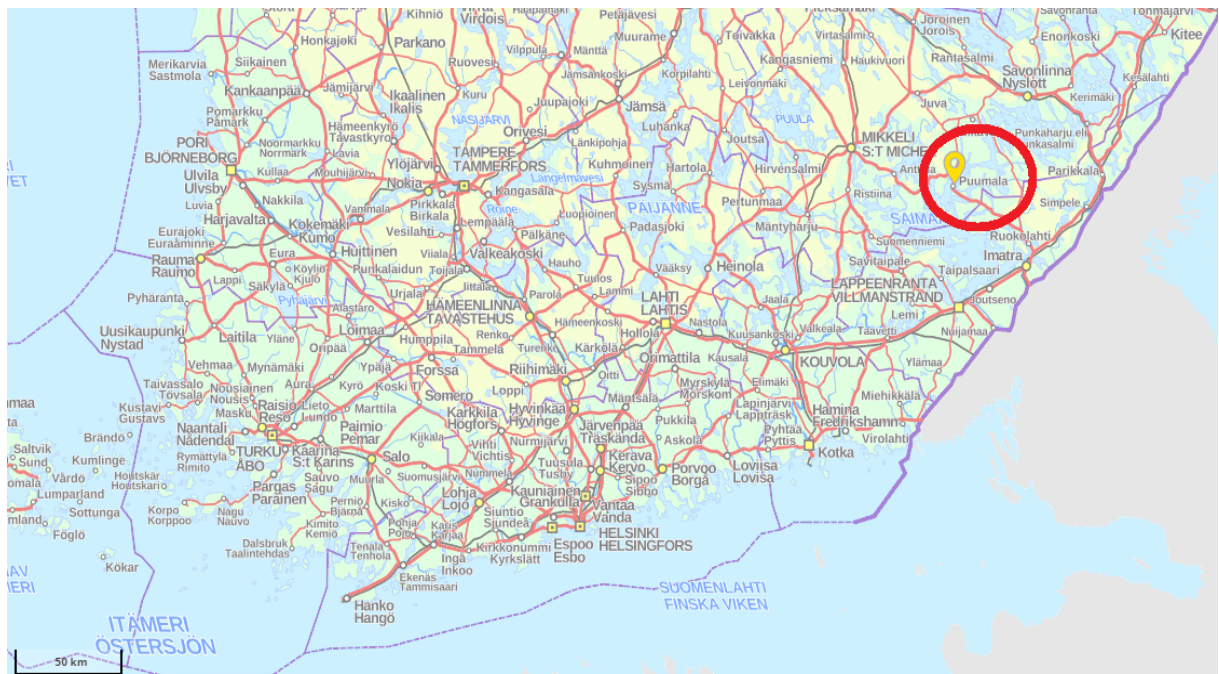 Kihniö
Virdois
Petäjävesi
Muurame
Joroinen
Jorois
Savonranta
Tohmajärvi
Honkajoki
Parkano
Vilppula
Mänttä
Toivakka
Virtasalmi
Enonkoski
Kitee
Merikarvia
Sastmola
Siikainen
Ruovesi
Jämsänkoski
Korpilahti
Kangasniemi
Haukivuori
Rantasalmi
Savonlinna
Nyslott
Kesälahti
Kankaanpää
Jämijärvi
Ikaalinen
Ikalis
Kuru
Juupajoki
Jämsä
Leivonmäki
Juva
Kerimäki
Pomarkku
Påmark
Hämeenkyrö
Tavastkyro
NÄSIJÄRVI
Orivesi
Luhanka
Joutsa
PUULA
MIKKELI
S:T MICHEL
Punkaharju
Punkasalmi
PORI
BJÖRNEBORG
Noormarkku
Norrmark
Lavia
Länkipohja
Ylöjärvi
TAMPERE
TAMMERFORS
Kuhmoinen
Hartola
Hirvensalmi
Parikkala
Ulvila
Ulvsby
Kullaa
Mouhijärvi
Nokia
Längelmävesi
Sysmä
Ristiina
Puumala
Luvia
Nakkila
Kangasala
Pirkkala
Birkala
Roine
PÄIJÄNNE
Pertunmaa
Simpele
Harjavalta
Vammala
Lempäälä
Luopioinen
Mäntyharju
Eurajoki
Euraåminne
Kokemäki
Kumo
Vesilahti
Pälkäne
Padasjoki
Suomenniemi
Ruokolahti
Eura
Huittinen
Viiala
Valkeakoski
Rauma
Raumo
Köyliö
Kjulo
Punkalaidun
Toijala
Hauho
Vääksy
Heinola
Savitaipale
Imatra
Lappi
Säkylä
Iittala
Tuulos
Taipalsaari
Pyhäranta
Pyhäjärvi
Urjala
Parola
Lammi
LAHTI
LAHTIS
LAPPEENRANTA
VILLMANSTRAND
Alastaro
HÄMEENLINNA
TAVASTEHUS
Jaala
Joutseno
Uusikaupunki
Nystad
Loimaa
Hämeenkoski
Hollola
Nastola
Kuusankoski
Valkeala
Taavetti
Lemi
Nuijamaa
Laitila
Yläne
Humppila
Renko
Turenki
Kärkölä
Oripää
Tammela
Orimattila
Kausala
KOUVOLA
Vehmaa
Mynämäki
Ypäjä
Forssa
Riihimäki
Oitti
Ylämaa
Taivassalo
Tövsala
Nousiainen
Nousis
Aura
Kyrö
Koski Tl
Loppi
Myrskylä
Mörskom
Elimäki
Miehikkälä
Kustavi
Gustavs
Masku
Raisio
Reso
Lieto
Lundo
Marttila
Somero
Karkkila
Högfors
Hyvinkää
Hyvinge
Mäntsälä
Pukkila
Lapinjärvi
Lappträsk
Hamina
Fredrikshamn
Naantali
Nådendal
Paimio
Pemar
Järvenpää
Träskända
Pyhtää
Pyttis
Virolahti
Saltvik
Brändö
Kiikala
Vihti
Vichtis
Nurmijärvi
Askola
Kotka
Sund
Kumlinge
Rymättylä
Rimito
TURKU
ÅBO
Kaarina
S:t Karins
Salo
Kerava
Kervo
Loviisa
Lovisa
Vårdö
Houtskär
Houtskari
Sauvo
Sagu
Suomusjärvi
Nummela
Tuusula
Tusby
Sipoo
Sibbo
Porvoo
Borgå
Lumparland
Pargas
Parainen
Muurla
Lohja
Lojo
Kauniainen
Grankulla
Sottunga
Korpo
Korppoo
Nagu
Nauvo
Perniö
Bjärnå
Kisko
Siuntio
Sjundeå
Vantaa
Vanda
Föglö
Kimito
Kemiö
Pohja
Pojo
Karis
Karjaa
HELSINKI
HELSINGFORS
Dalsbruk
Taalintehdas
Tenala
Tenhola
Ingå
Inkoo
Kirkkonummi
Kyrkslätt
Espoo
Esbo
Kökar
Ekenäs
Tammisaari
SUOMENLAHTI
FINSKA VIKEN
Hanko
Hangö
ITÄMERI
ÖSTERSJÖN
50 km